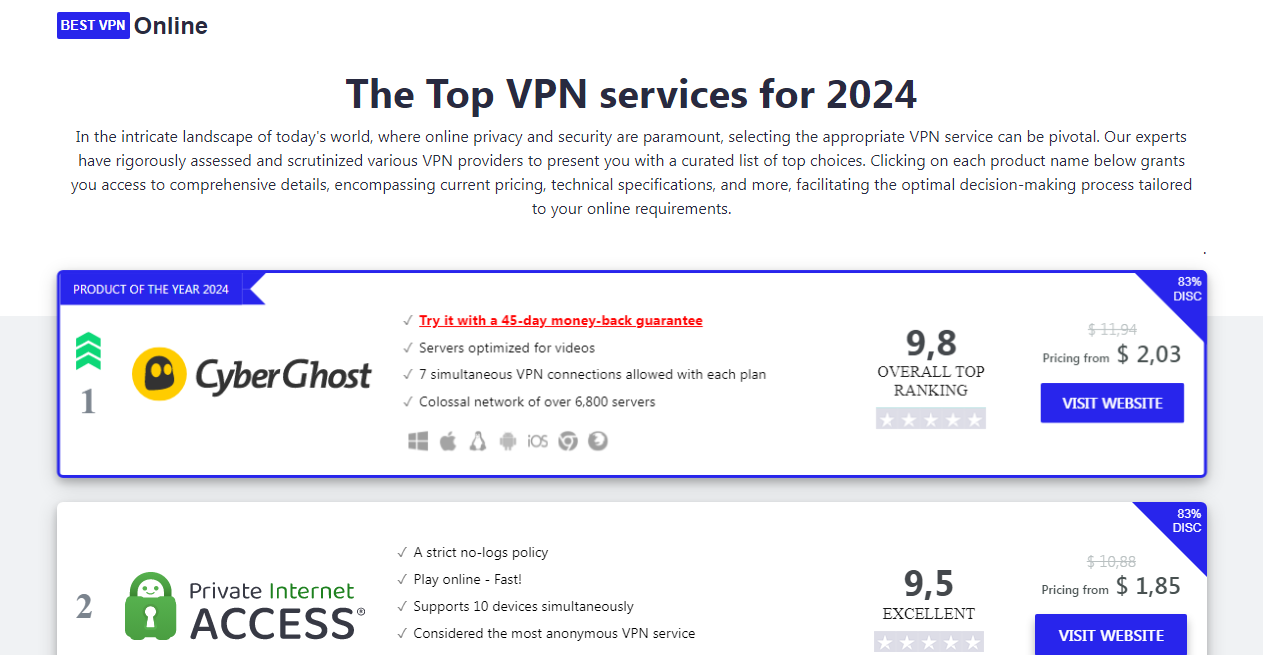 BEST VPN Online
The Top VPN services for 2024
In the intricate landscape of today's world, where online privacy and security are paramount, selecting the appropriate VPN service can be pivotal. Our experts
have rigorously assessed and scrutinized various VPN providers to present you with a curated list of top choices. Clicking on each product name below grants
you access to comprehensive details, encompassing current pricing, technical specifications, and more, facilitating the optimal decision-making process tailored
to your online requirements.
.
PRODUCT OF THE YEAR 2024
83%
DISC
1
CyberGhost
✓ Try it with a 45-day money-back guarantee
✓ Servers optimized for videos
✓ 7 simultaneous VPN connections allowed with each plan
✓ Colossal network of over 6,800 servers
iOS
9,8
OVERALL TOP
RANKING
$ 11,94
Pricing from $ 2,03
VISIT WEBSITE
83%
DISC
2
Private Internet
ACCESS®
✓ A strict no-logs policy
✓ Play online - Fast!
✓ Supports 10 devices simultaneously
✓ Considered the most anonymous VPN service
9,5
EXCELLENT
$ 10,88
Pricing from $ 1,85
VISIT WEBSITE